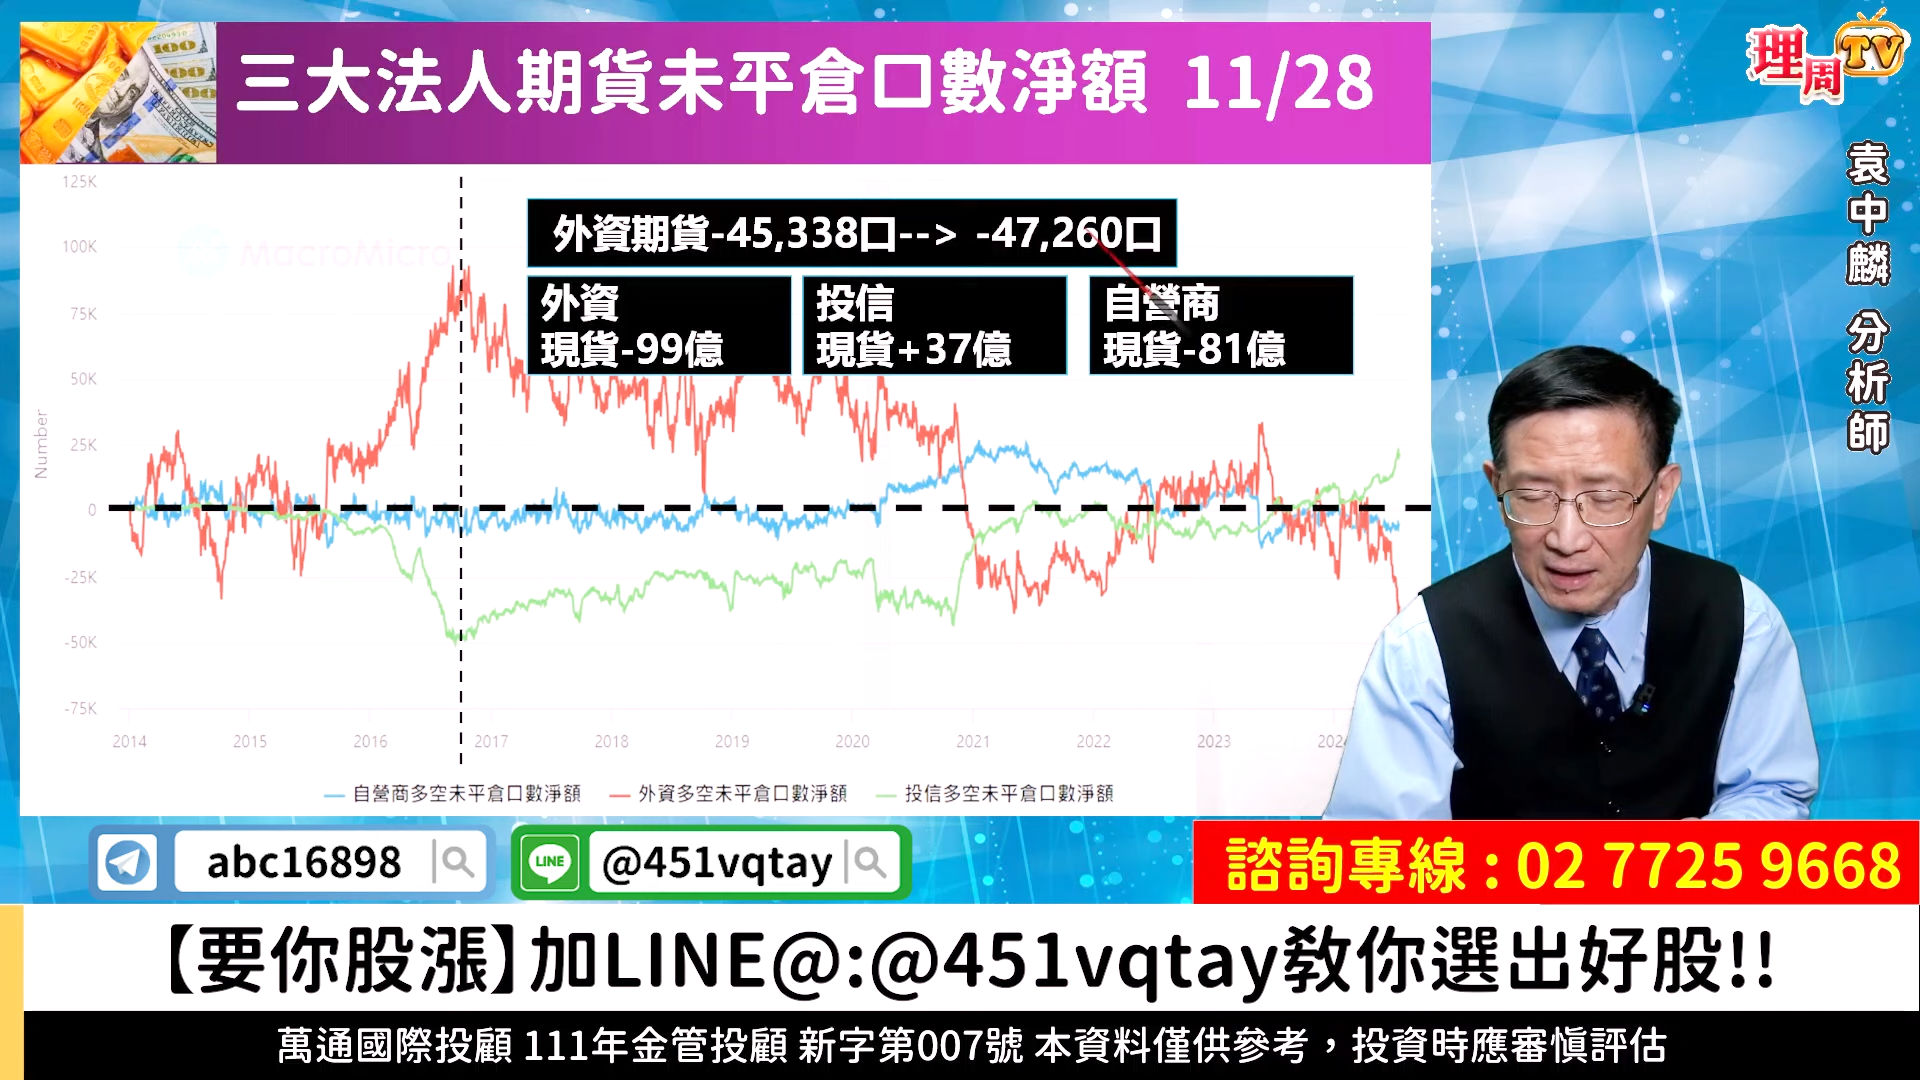 三大法人期貨未平倉口數淨額 11/28
理周TV
袁中麟 分析師
125K
100K
75K
50K
25K
0
-25K
-50K
-75K
Number
MacroMicro
外資期貨-45,338口--> -47,260口
外資
現貨-99億
投信
現貨+37億
自營商
現貨-81億
2014 2015 2016 2017 2018 2019 2020 2021 2022 2023
自營商多空未平倉口數淨額 外資多空未平倉口數淨額 投信多空未平倉口數淨額
abc16898
LINE @451vqtay
諮詢專線:02 7725 9668
【要你股漲】加LINE@:@451vqtay教你選出好股!!
萬通國際投顧 111年金管投顧 新字第007號 本資料僅供參考，投資時應審慎評估